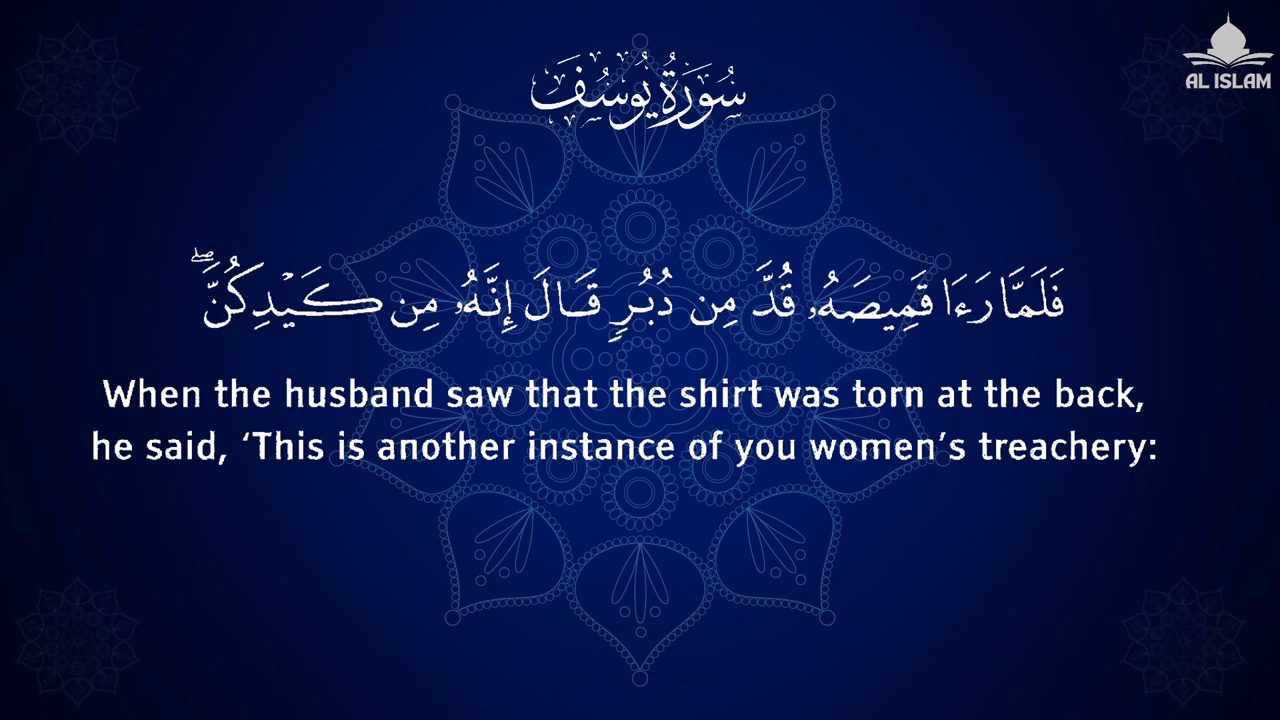 سُورَةُ يُوسُفَ
AL ISLAM
فَلَمَّا رَءَا قَمِيصَهُۥ قُدَّ مِن دُبُرٍ قَالَ إِنَّهُۥ مِن كَيْدِكُنَّ ۖ
When the husband saw that the shirt was torn at the back,
he said, ‘This is another instance of you women’s treachery: